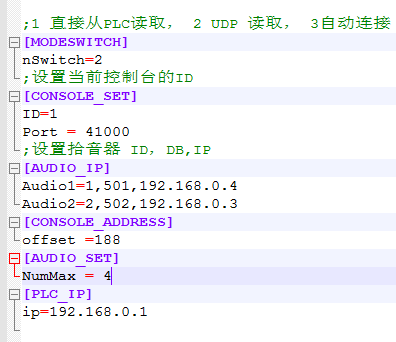 ;1 直接从PLC读取， 2 UDP 读取， 3自动连接
[MODESWITCH]
nSwitch=2
;设置当前控制台的ID
[CONSOLE_SET]
ID=1
Port = 41000
;设置拾音器 ID，DB,IP
[AUDIO_IP]
Audio1=1,501,192.168.0.4
Audio2=2,502,192.168.0.3
[CONSOLE_ADDRESS]
offset =188
[AUDIO_SET]
NumMax = 4
[PLC_IP]
ip=192.168.0.1